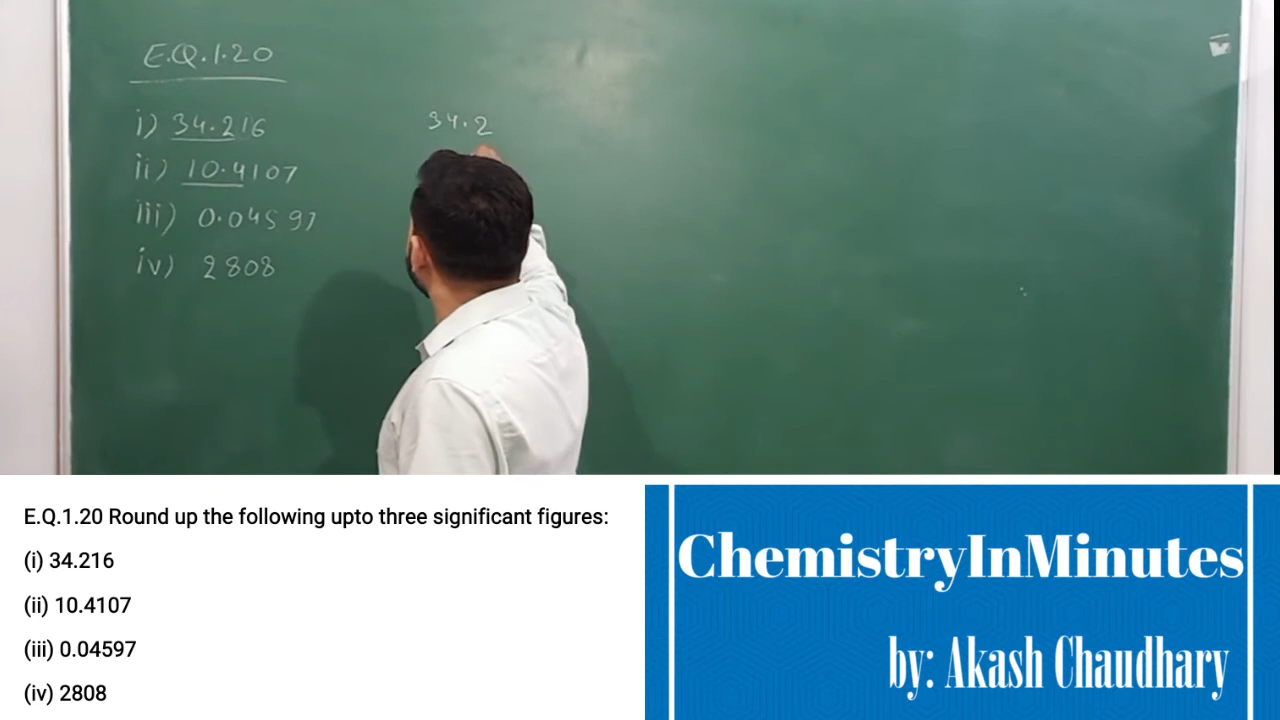 E.Q.1.20
i) 34.216
34.2
ii) 10.4107
iii) 0.04597
iv) 2808
E.Q.1.20 Round up the following upto three significant figures:
(i) 34.216
(ii) 10.4107
(iii) 0.04597
(iv) 2808
ChemistryInMinutes
by: Akash Chaudhary